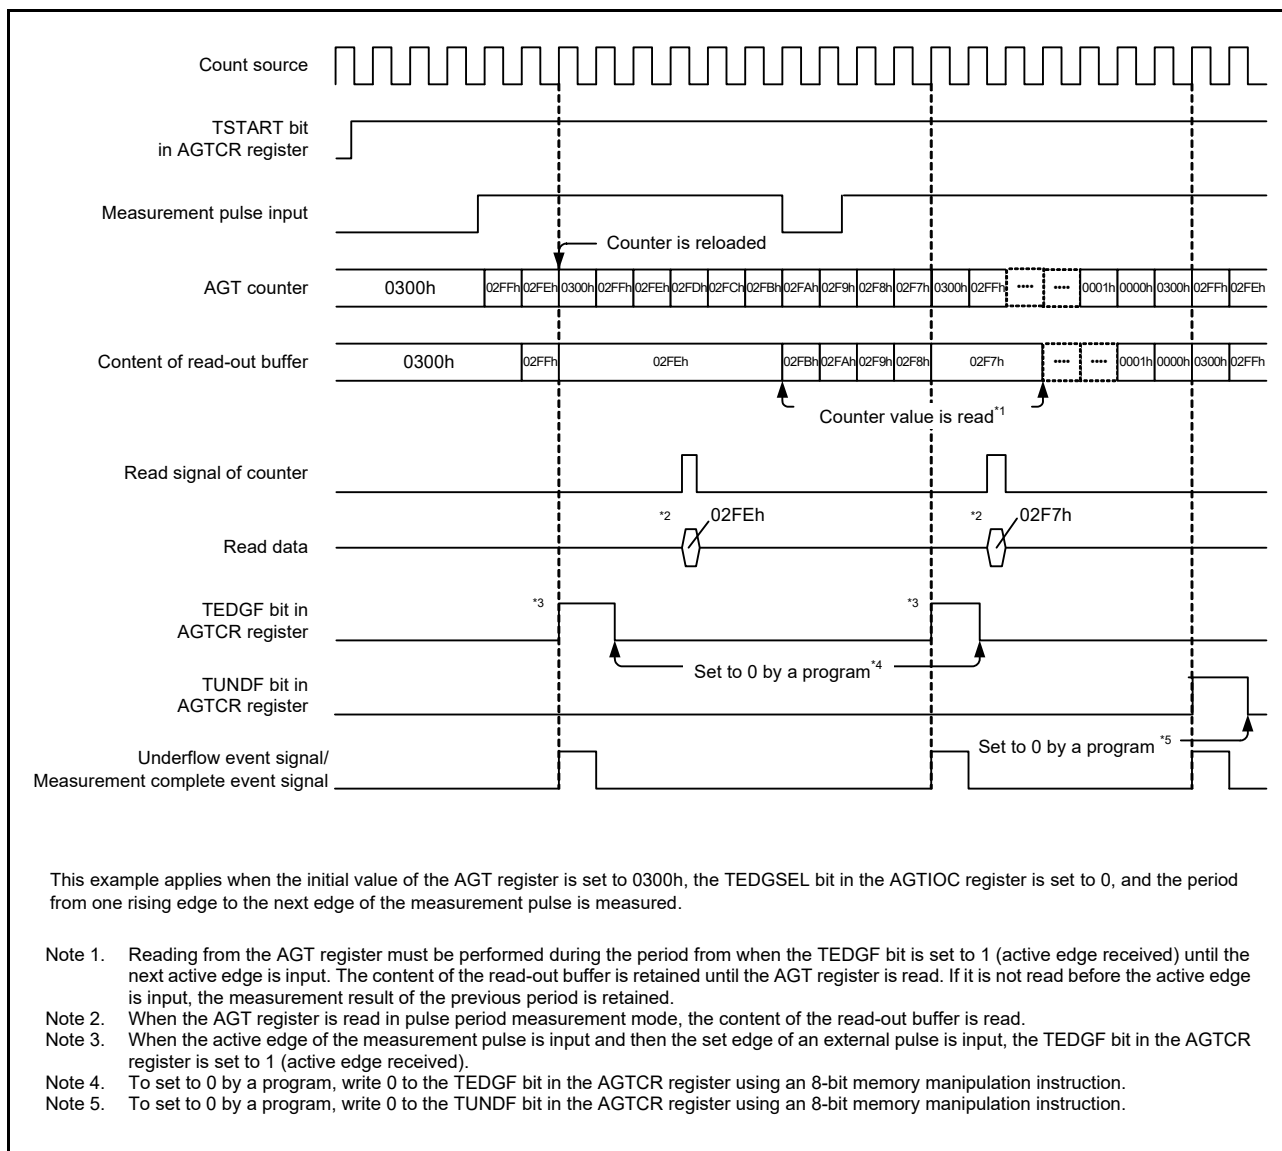 Count source
TSTART bit
in AGTCR register
Measurement pulse input
Counter is reloaded
AGT counter
0300h 02FFh 02FEh 0300h 02FFh 02FEh 02FDh 02FCh 02FBh 02FAh 02F9h 02F8h 02F7h 0300h 02FFh •••• •••• 0001h 0000h 0300h 02FFh 02FEh
Content of read-out buffer
0300h 02FFh 02FEh 02FBh 02FAh 02F9h 02F8h 02F7h •••• •••• 0001h 0000h 0300h 02FFh
Counter value is read*1
Read signal of counter
*2 02FEh *2 02F7h
Read data
*3 *3
TEDGF bit in
AGTCR register
Set to 0 by a program*4
TUNDF bit in
AGTCR register
Set to 0 by a program *5
Underflow event signal/
Measurement complete event signal
This example applies when the initial value of the AGT register is set to 0300h, the TEDGSEL bit in the AGTIOC register is set to 0, and the period
from one rising edge to the next edge of the measurement pulse is measured.
Note 1. Reading from the AGT register must be performed during the period from when the TEDGF bit is set to 1 (active edge received) until the
next active edge is input. The content of the read-out buffer is retained until the AGT register is read. If it is not read before the active edge
is input, the measurement result of the previous period is retained.
Note 2. When the AGT register is read in pulse period measurement mode, the content of the read-out buffer is read.
Note 3. When the active edge of the measurement pulse is input and then the set edge of an external pulse is input, the TEDGF bit in the AGTCR
register is set to 1 (active edge received).
Note 4. To set to 0 by a program, write 0 to the TEDGF bit in the AGTCR register using an 8-bit memory manipulation instruction.
Note 5. To set to 0 by a program, write 0 to the TUNDF bit in the AGTCR register using an 8-bit memory manipulation instruction.